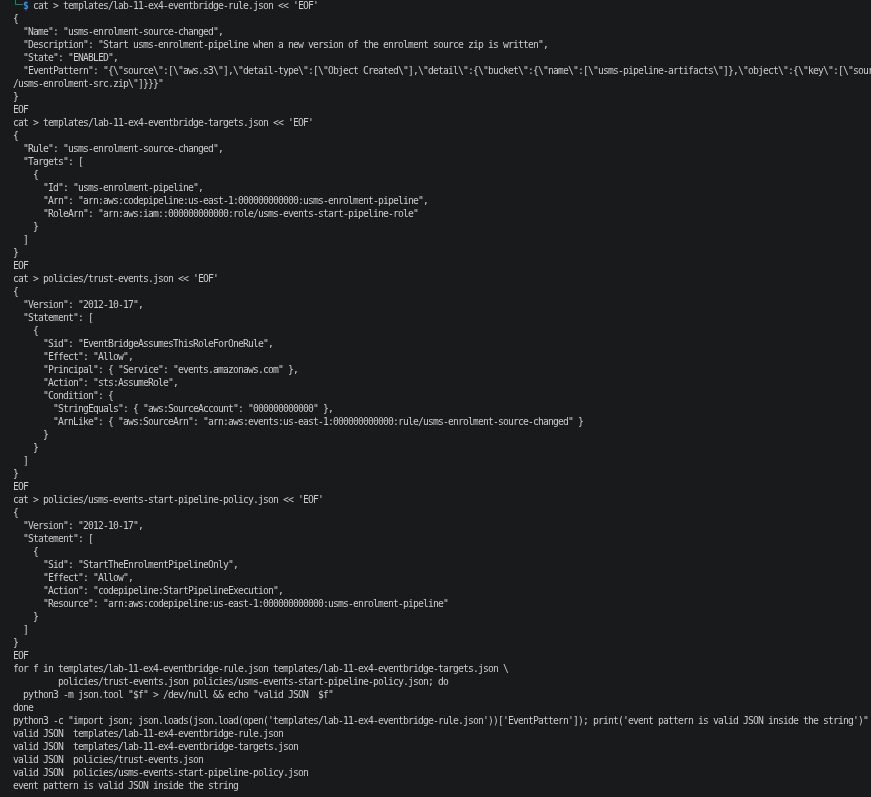 └─$ cat > templates/lab-11-ex4-eventbridge-rule.json << 'EOF'
{
  "Name": "usms-enrolment-source-changed",
  "Description": "Start usms-enrolment-pipeline when a new version of the enrolment source zip is written",
  "State": "ENABLED",
  "EventPattern": "{\"source\":[\"aws.s3\"],\"detail-type\":[\"Object Created\"],\"detail\":{\"bucket\":{\"name\":[\"usms-pipeline-artifacts\"]},\"object\":{\"key\":[\"sour
/usms-enrolment-src.zip\"]}}}"
}
EOF
cat > templates/lab-11-ex4-eventbridge-targets.json << 'EOF'
{
  "Rule": "usms-enrolment-source-changed",
  "Targets": [
    {
      "Id": "usms-enrolment-pipeline",
      "Arn": "arn:aws:codepipeline:us-east-1:000000000000:usms-enrolment-pipeline",
      "RoleArn": "arn:aws:iam::000000000000:role/usms-events-start-pipeline-role"
    }
  ]
}
EOF
cat > policies/trust-events.json << 'EOF'
{
  "Version": "2012-10-17",
  "Statement": [
    {
      "Sid": "EventBridgeAssumesThisRoleForOneRule",
      "Effect": "Allow",
      "Principal": { "Service": "events.amazonaws.com" },
      "Action": "sts:AssumeRole",
      "Condition": {
        "StringEquals": { "aws:SourceAccount": "000000000000" },
        "ArnLike": { "aws:SourceArn": "arn:aws:events:us-east-1:000000000000:rule/usms-enrolment-source-changed" }
      }
    }
  ]
}
EOF
cat > policies/usms-events-start-pipeline-policy.json << 'EOF'
{
  "Version": "2012-10-17",
  "Statement": [
    {
      "Sid": "StartTheEnrolmentPipelineOnly",
      "Effect": "Allow",
      "Action": "codepipeline:StartPipelineExecution",
      "Resource": "arn:aws:codepipeline:us-east-1:000000000000:usms-enrolment-pipeline"
    }
  ]
}
EOF
for f in templates/lab-11-ex4-eventbridge-rule.json templates/lab-11-ex4-eventbridge-targets.json \
         policies/trust-events.json policies/usms-events-start-pipeline-policy.json; do
  python3 -m json.tool "$f" > /dev/null && echo "valid JSON  $f"
done
python3 -c "import json; json.loads(json.load(open('templates/lab-11-ex4-eventbridge-rule.json'))['EventPattern']); print('event pattern is valid JSON inside the string')"
valid JSON  templates/lab-11-ex4-eventbridge-rule.json
valid JSON  templates/lab-11-ex4-eventbridge-targets.json
valid JSON  policies/trust-events.json
valid JSON  policies/usms-events-start-pipeline-policy.json
event pattern is valid JSON inside the string